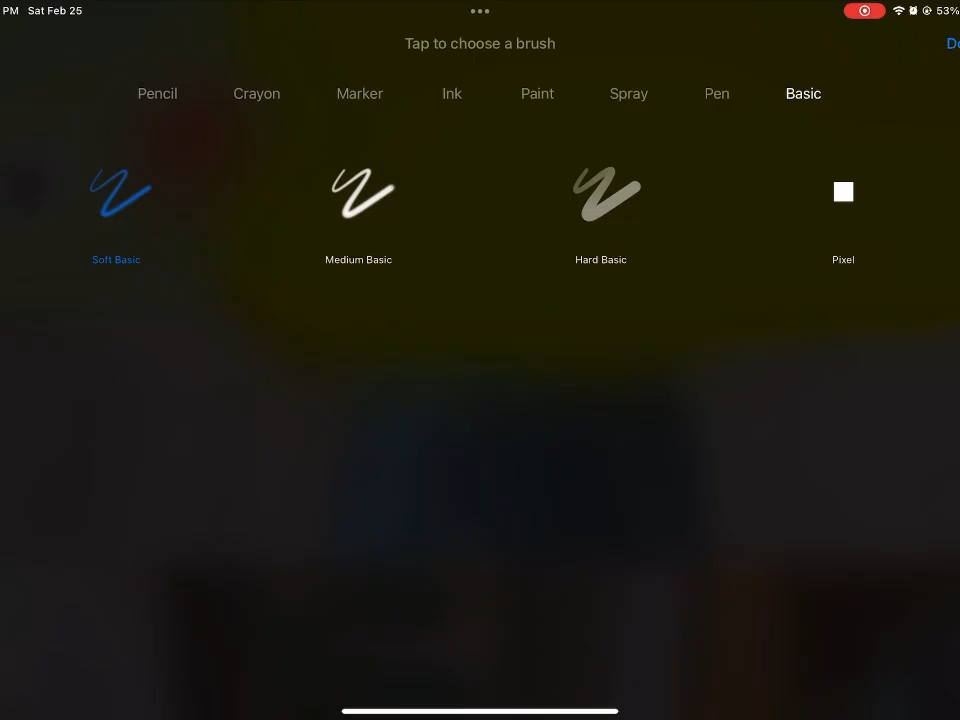 PM Sat Feb 25 53%
Tap to choose a brush
Pencil Crayon Marker Ink Paint Spray Pen Basic
Soft Basic Medium Basic Hard Basic Pixel